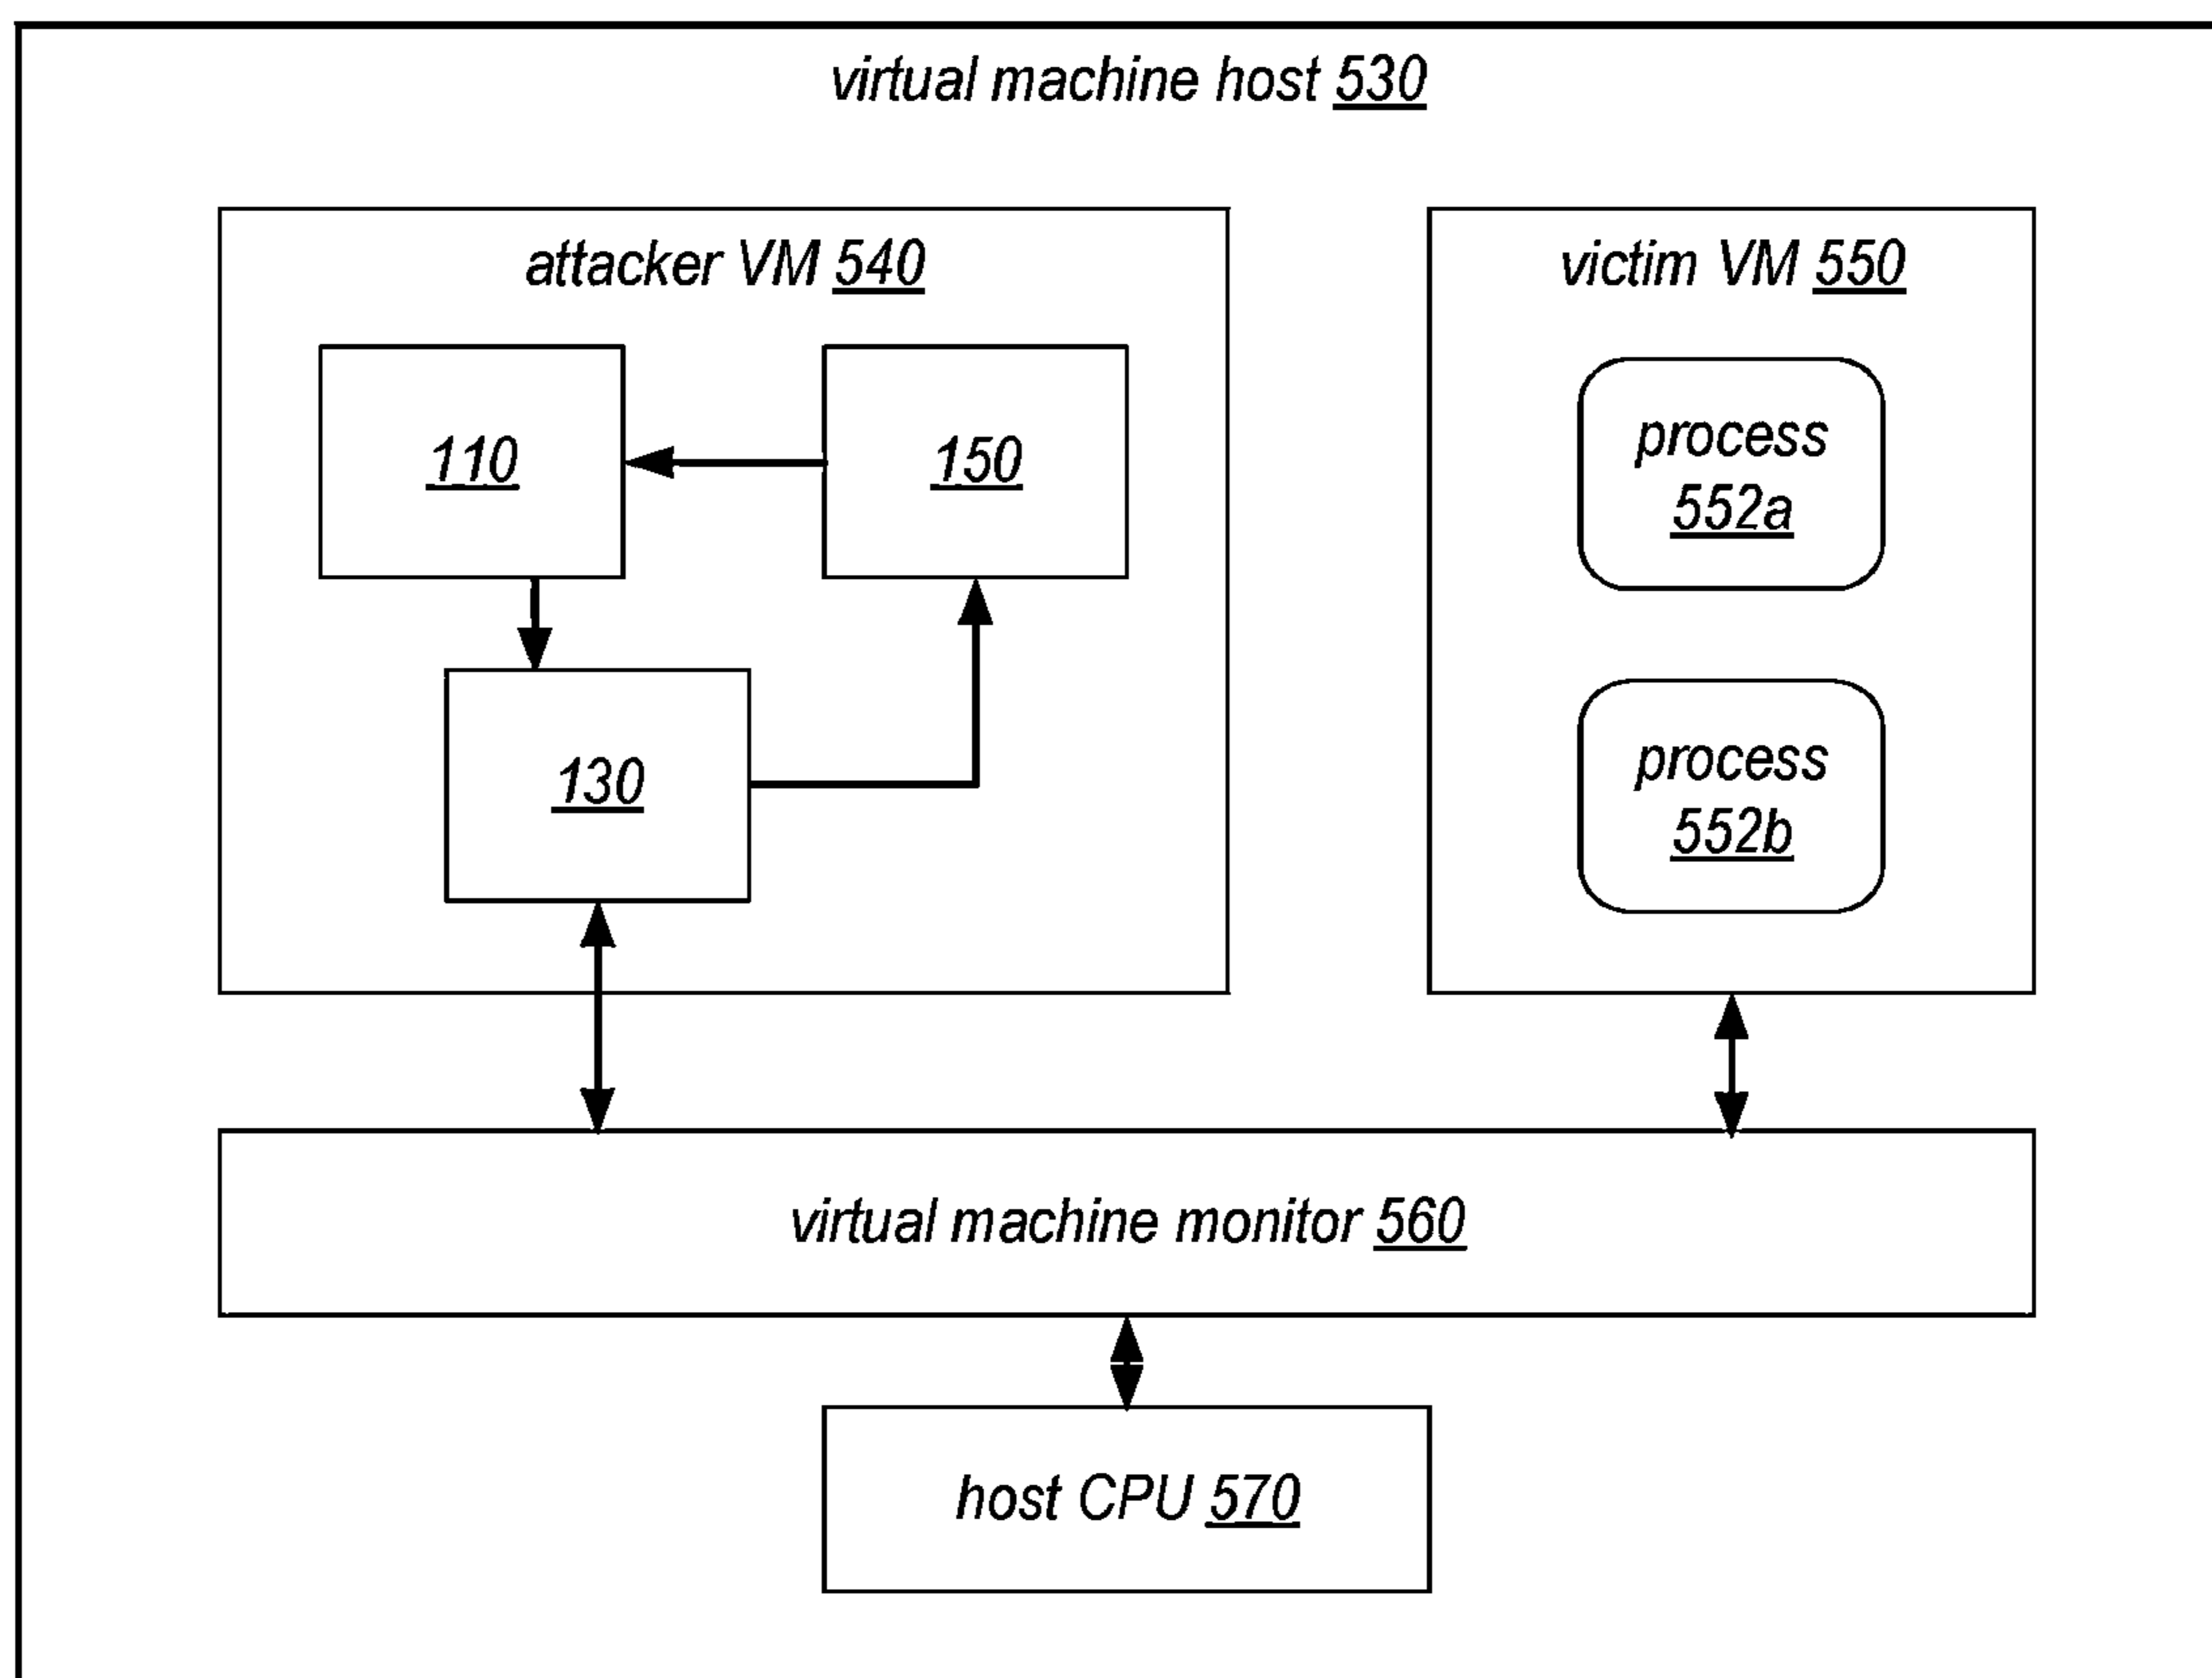 virtual machine host 530
attacker VM 540
victim VM 550
110
150
process
552a
130
process
552b
virtual machine monitor 560
host CPU 570